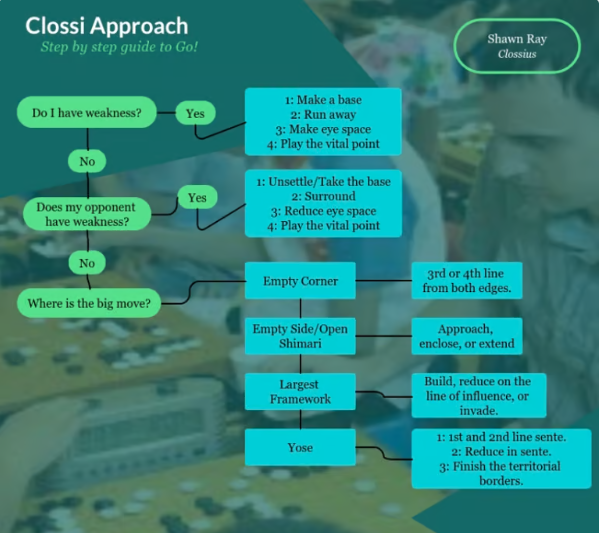 Clossi Approach
Step by step guide to Go!
Shawn Ray
Clossius
Do I have weakness?
Yes
1: Make a base
2: Run away
3: Make eye space
4: Play the vital point
No
Does my opponent
have weakness?
Yes
1: Unsettle/Take the base
2: Surround
3: Reduce eye space
4: Play the vital point
No
Where is the big move?
Empty Corner
3rd or 4th line
from both edges.
Empty Side/Open
Shimari
Approach,
enclose, or extend
Largest
Framework
Build, reduce on the
line of influence, or
invade.
Yose
1: 1st and 2nd line sente.
2: Reduce in sente.
3: Finish the territorial
borders.